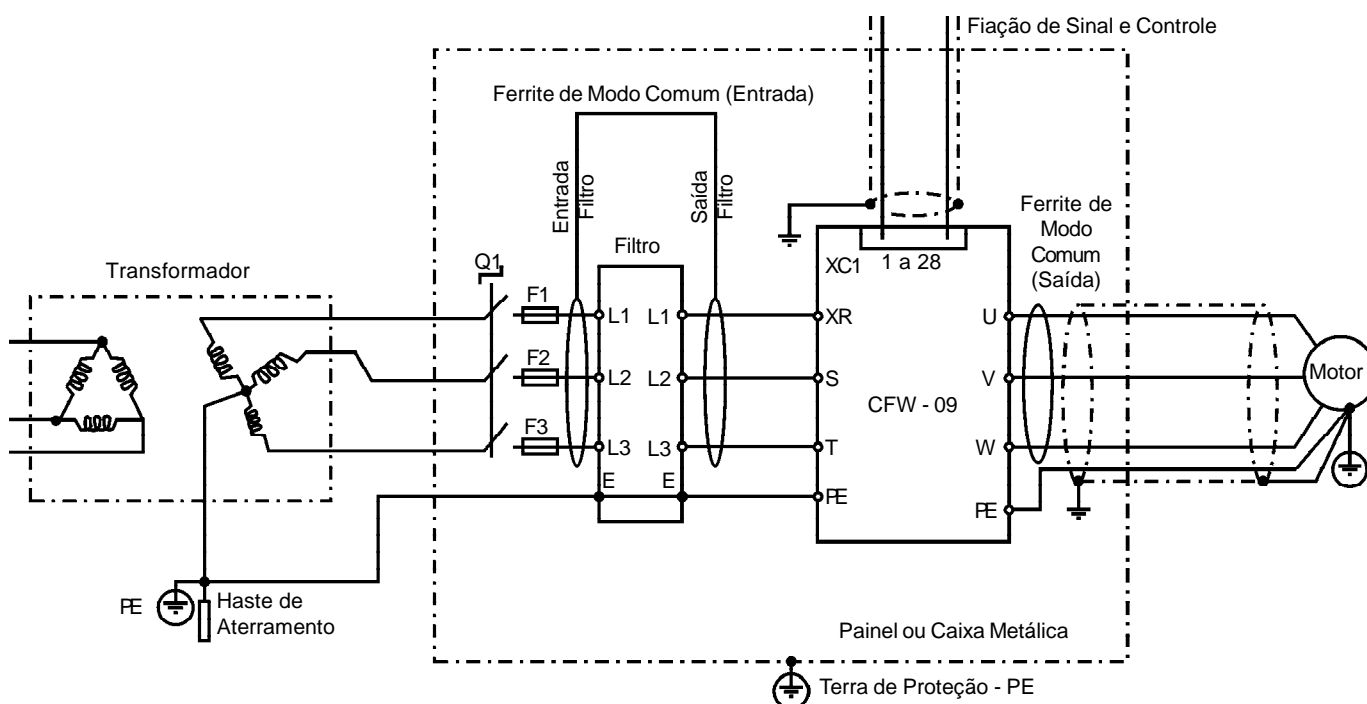 Fiação de Sinal e Controle
Ferrite de Modo Comum (Entrada)
Entrada
Filtro
Saída
Filtro
Ferrite de
Modo
Comum
(Saída)
Transformador
Q1
Filtro
XC1
1 a 28
F1
L1
L1
XR
U
F2
L2
L2
S
V
Motor
CFW - 09
F3
L3
L3
T
W
E
E
PE
PE
PE
Haste de
Aterramento
Painel ou Caixa Metálica
Terra de Proteção - PE